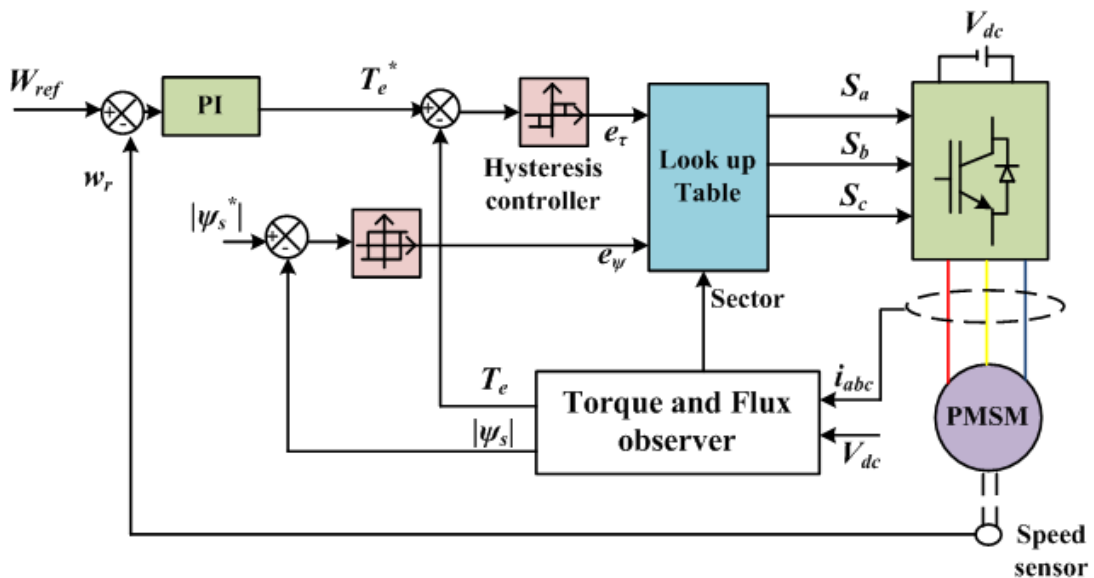 V_dc
W_ref
PI
T_e^*
+
-
+
-
e_τ
Hysteresis
controller
Look up
Table
S_a
S_b
S_c
w_r
|ψ_s^*|
+
-
e_ψ
Sector
T_e
|ψ_s|
Torque and Flux
observer
i_abc
V_dc
PMSM
Speed
sensor